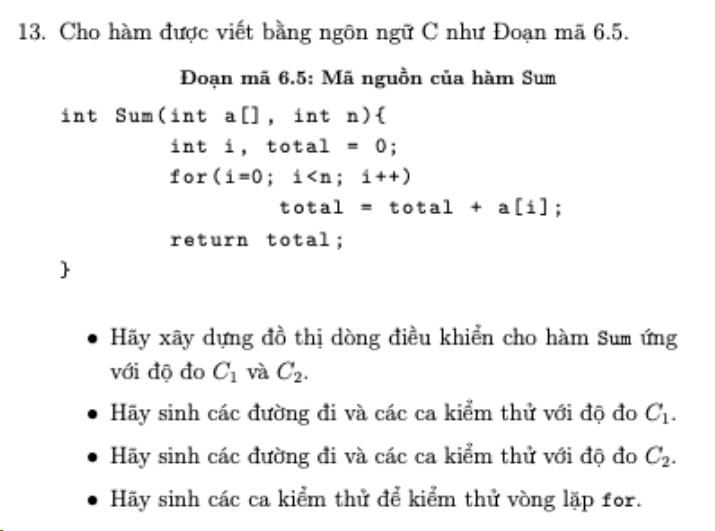 13. Cho hàm được viết bằng ngôn ngữ C như Đoạn mã 6.5.
Đoạn mã 6.5: Mã nguồn của hàm Sum
int Sum(int a[], int n){
int i, total = 0;
for(i=0; i<n; i++)
total = total + a[i];
return total;
}
• Hãy xây dựng đồ thị dòng điều khiển cho hàm Sum ứng
với độ đo C₁ và C₂.
• Hãy sinh các đường đi và các ca kiểm thử với độ đo C₁.
• Hãy sinh các đường đi và các ca kiểm thử với độ đo C₂.
• Hãy sinh các ca kiểm thử để kiểm thử vòng lặp for.